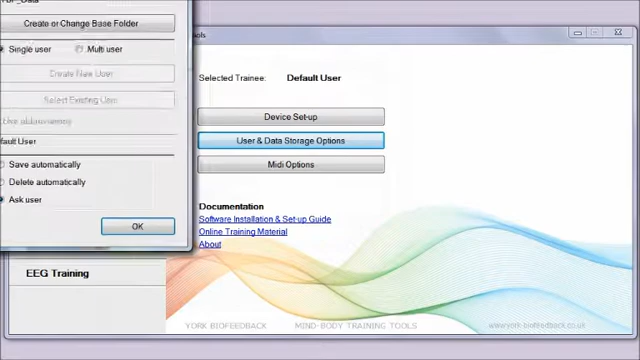 Create or Change Base Folder
Single user
Multi user
Create New User
Select Existing User
Save automatically
Delete automatically
Ask user
OK
Selected Trainee: Default User
Device Set-up
User & Data Storage Options
Midi Options
Documentation
Software Installation & Set-up Guide
Online Training Material
About
EEG Training
YORK BIOFEEDBACK
MIND-BODY TRAINING TOOLS
www.york-biofeedback.co.uk